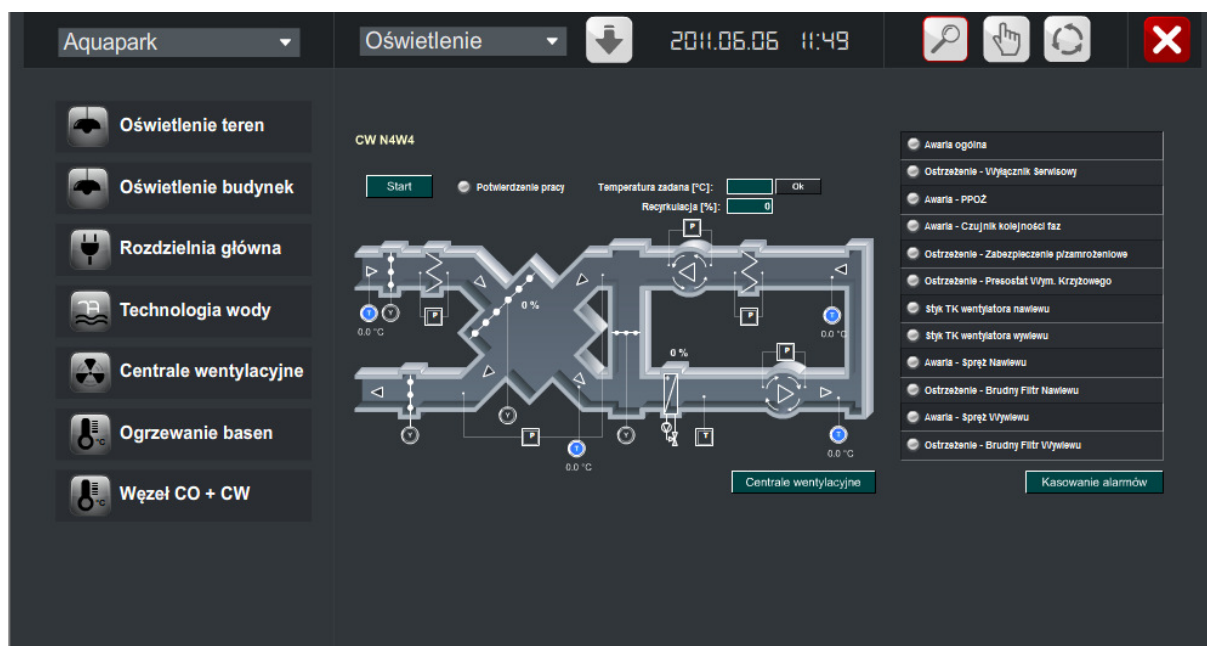 Aquapark
Oświetlenie
2011.06.06 11:49
Oświetlenie teren
Oświetlenie budynek
Rozdzielnia główna
Technologia wody
Centrale wentylacyjne
Ogrzewanie basen
Węzeł CO + CW
CW N4W4
Start
Potwierdzenie pracy
Temperatura zadana [°C]:
Ok
Recyrkulacja [%]: 0
P
0 %
T
Y
P
0.0 °C
P
T
0.0 °C
0 %
P
Y
Y
P
T
0.0 °C
Y
T
T
0.0 °C
Centrale wentylacyjne
Awaria ogólna
Ostrzeżenie - Wyłącznik Serwisowy
Awaria - PPOŻ
Awaria - Czujnik kolejności faz
Ostrzeżenie - Zabezpieczenie p/zamrożeniowe
Ostrzeżenie - Presostat Wym. Krzyżowego
Styk TK wentylatora nawiewu
Styk TK wentylatora wywiewu
Awaria - Spręż Nawiewu
Ostrzeżenie - Brudny Filtr Nawiewu
Awaria - Spręż Wywiewu
Ostrzeżenie - Brudny Filtr Wywiewu
Kasowanie alarmów